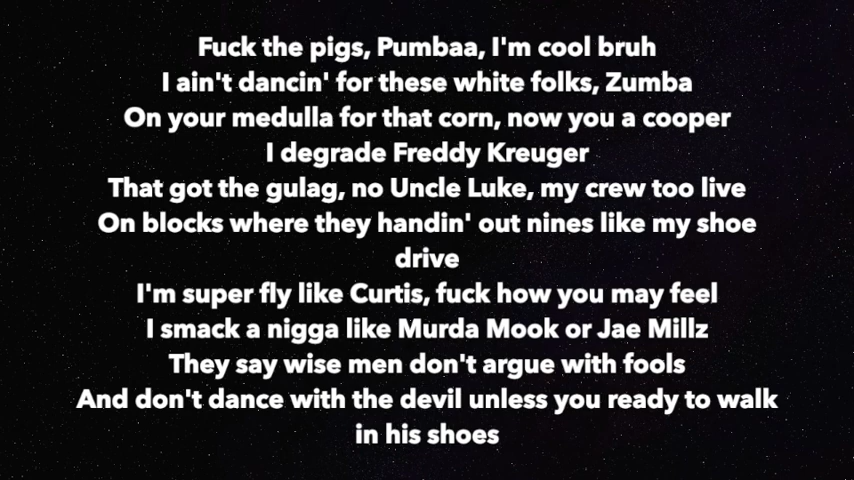 Fuck the pigs, Pumbaa, I'm cool bruh
I ain't dancin' for these white folks, Zumba
On your medulla for that corn, now you a cooper
I degrade Freddy Kreuger
That got the gulag, no Uncle Luke, my crew too live
On blocks where they handin' out nines like my shoe
drive
I'm super fly like Curtis, fuck how you may feel
I smack a nigga like Murda Mook or Jae Millz
They say wise men don't argue with fools
And don't dance with the devil unless you ready to walk
in his shoes